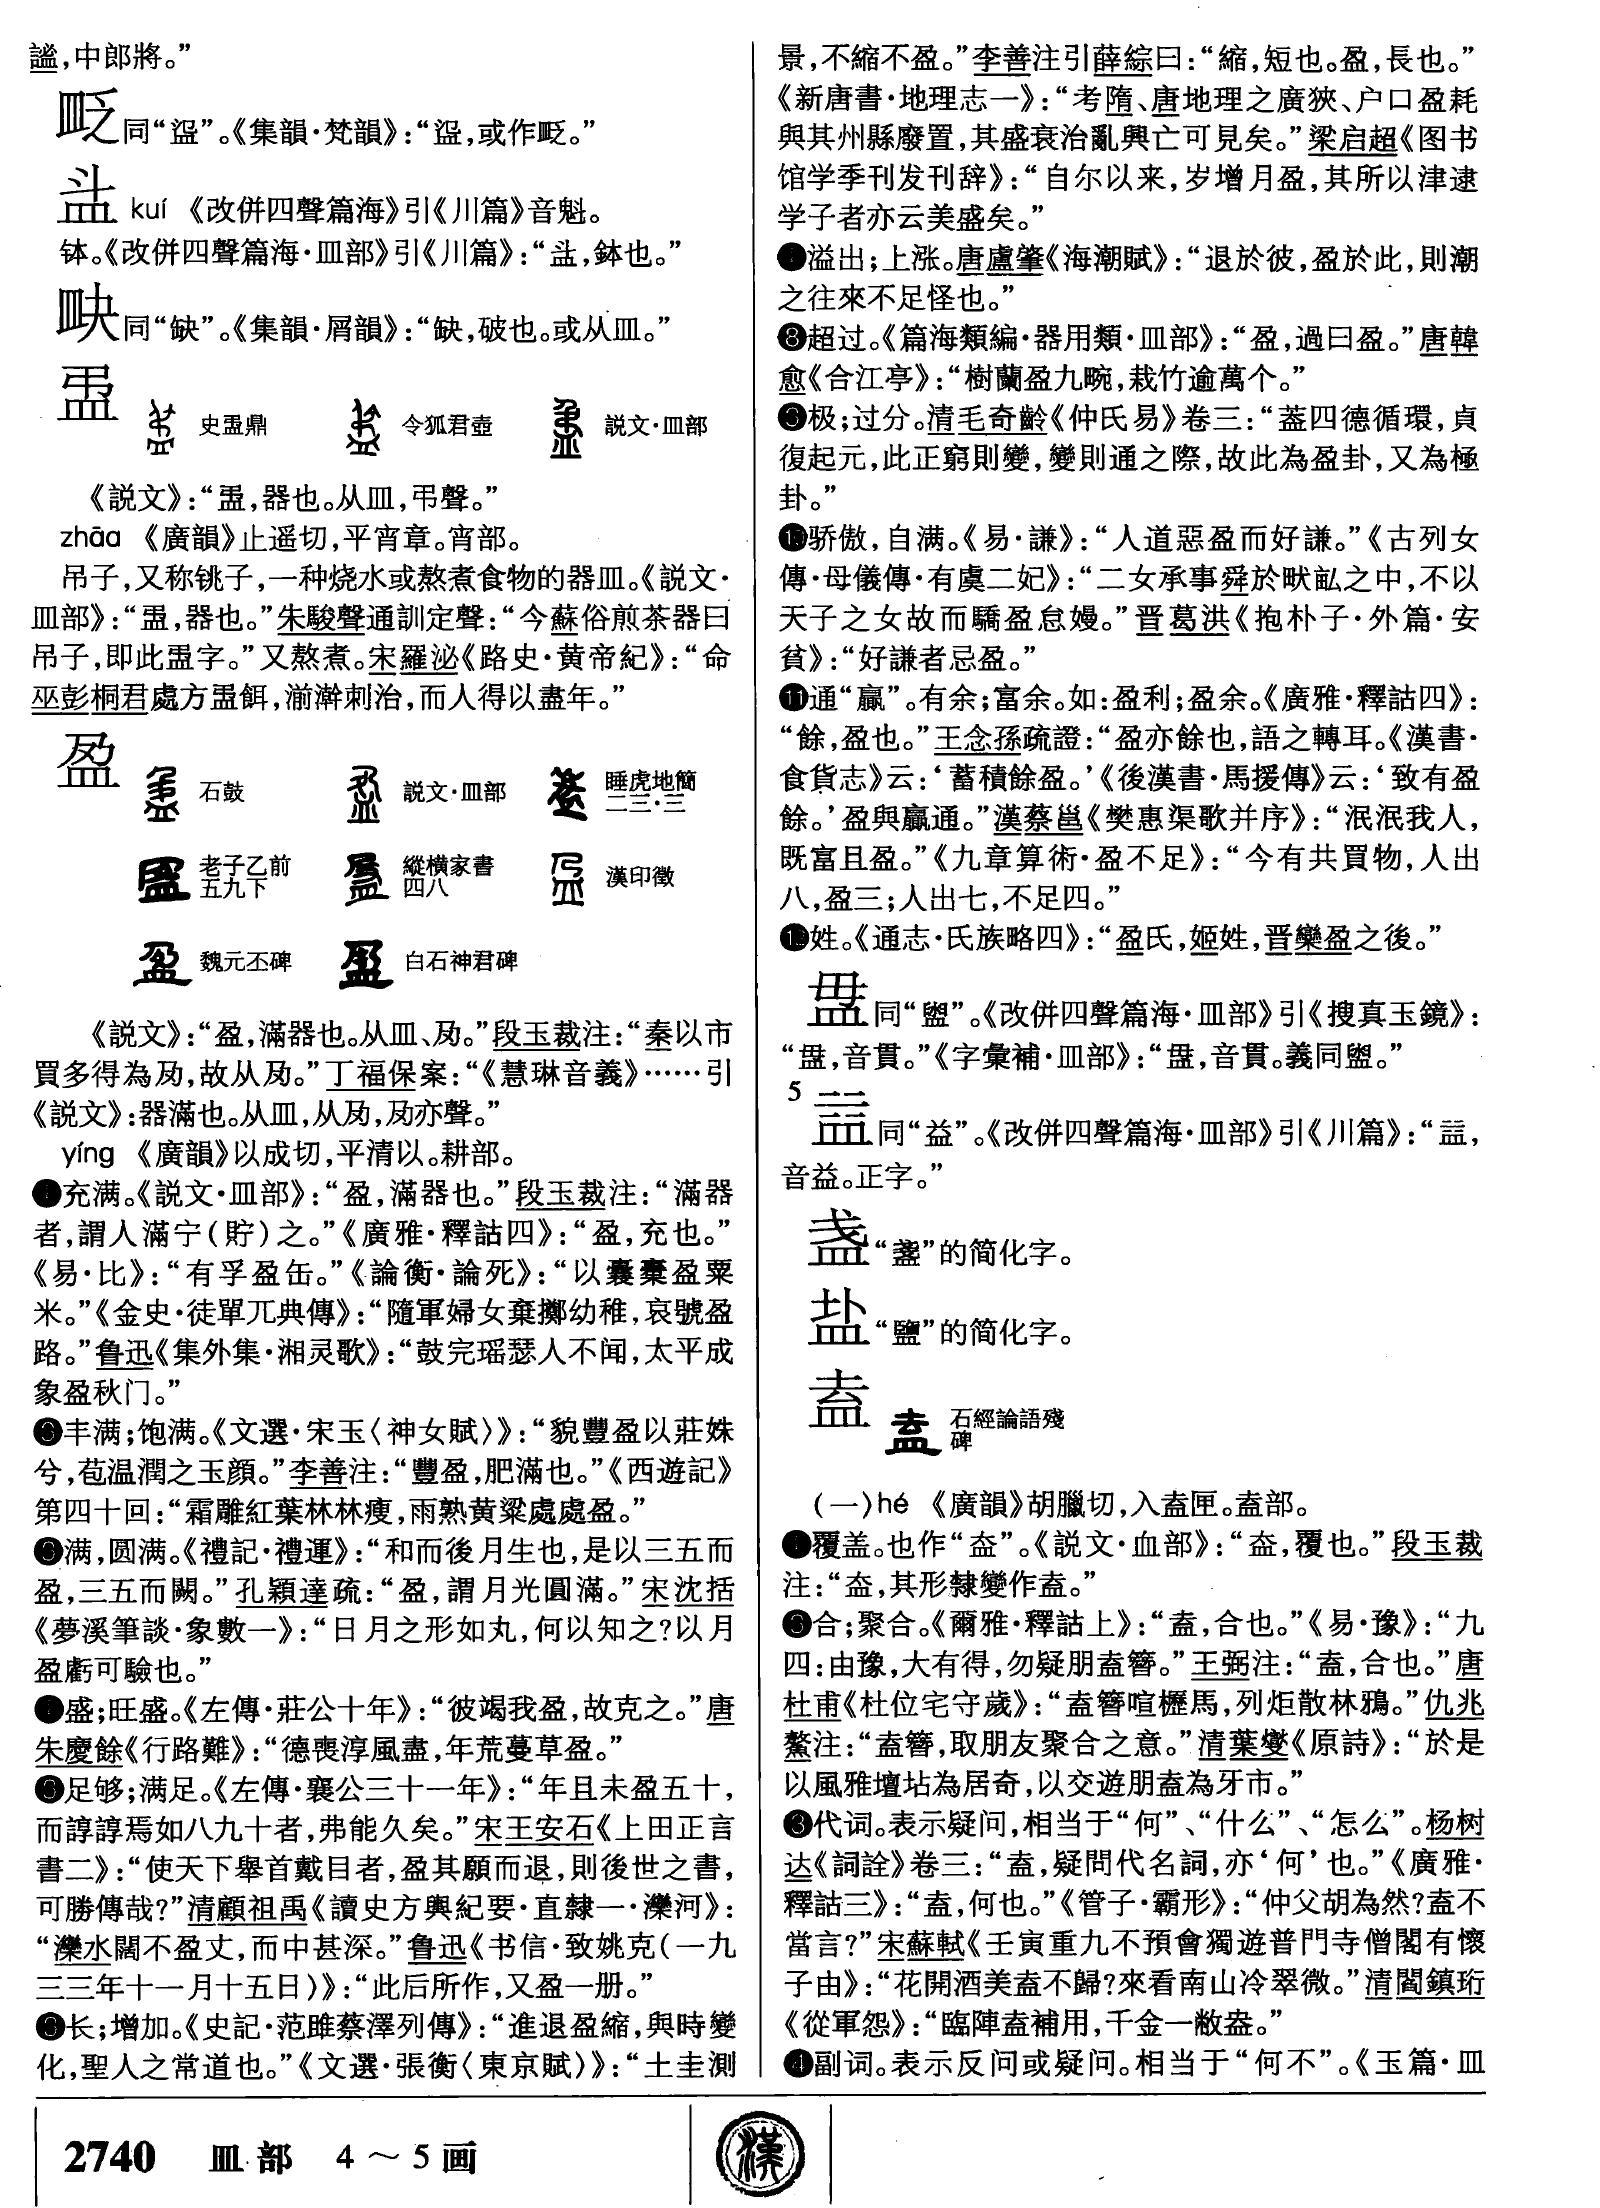 謐,中郎將。”
㽹同“䀀”。《集韻·梵韻》:“䀀,或作㽹。”
kuí 《改併四聲篇海》引《川篇》音魁。
钵。《改併四聲篇海·皿部》引《川篇》:“,鉢也。”
同“缺”。《集韻·屑韻》:“缺,破也。或从皿。”
盄
史盄鼎 令狐君壺 説文·皿部
《説文》:“盄,器也。从皿,弔聲。”
zhāo 《廣韻》止遥切,平宵章。宵部。
吊子,又称铫子,一种烧水或熬煮食物的器皿。《説文·
皿部》:“盄,器也。”朱駿聲通訓定聲:“今蘇俗煎茶器曰
吊子,即此盄字。”又熬煮。宋羅泌《路史·黄帝紀》:“命
巫彭桐君處方盄餌,湔澣刺治,而人得以盡年。”
盈
石鼓 説文·皿部 睡虎地簡二三·三
老子乙前五九下 縱横家書四八 漢印徵
魏元丕碑 白石神君碑
《説文》:“盈,滿器也。从皿、夃。”段玉裁注:“秦以市
買多得為夃,故从夃。”丁福保案:“《慧琳音義》……引
《説文》:器滿也。从皿,从夃,夃亦聲。”
yíng 《廣韻》以成切,平清以。耕部。
❶充满。《説文·皿部》:“盈,滿器也。”段玉裁注:“滿器
者,謂人滿宁(貯)之。”《廣雅·釋詁四》:“盈,充也。”
《易·比》:“有孚盈缶。”《論衡·論死》:“以囊橐盈粟
米。”《金史·徒單兀典傳》:“隨軍婦女棄擲幼稚,哀號盈
路。”鲁迅《集外集·湘灵歌》:“鼓完瑶瑟人不闻,太平成
象盈秋门。”
❷丰满;饱满。《文選·宋玉〈神女賦〉》:“貌豐盈以莊姝
兮,苞温潤之玉顔。”李善注:“豐盈,肥滿也。”《西遊記》
第四十回:“霜雕紅葉林林瘦,雨熟黄粱處處盈。”
❸满,圆满。《禮記·禮運》:“和而後月生也,是以三五而
盈,三五而闕。”孔穎達疏:“盈,謂月光圓滿。”宋沈括
《夢溪筆談·象數一》:“日月之形如丸,何以知之?以月
盈虧可驗也。”
❹盛;旺盛。《左傳·莊公十年》:“彼竭我盈,故克之。”唐
朱慶餘《行路難》:“德喪淳風盡,年荒蔓草盈。”
❺足够;满足。《左傳·襄公三十一年》:“年且未盈五十,
而諄諄焉如八九十者,弗能久矣。”宋王安石《上田正言
書二》:“使天下舉首戴目者,盈其願而退,則後世之書,
可勝傳哉?”清顧祖禹《讀史方輿紀要·直隸一·灤河》:
“灤水闊不盈丈,而中甚深。”鲁迅《书信·致姚克(一九
三三年十一月十五日)》:“此后所作,又盈一册。”
❻长;增加。《史記·范雎蔡澤列傳》:“進退盈縮,與時變
化,聖人之常道也。”《文選·張衡〈東京賦〉》:“土圭測
景,不縮不盈。”李善注引薛綜曰:“縮,短也。盈,長也。”
《新唐書·地理志一》:“考隋、唐地理之廣狹、户口盈耗
與其州縣廢置,其盛衰治亂興亡可見矣。”梁启超《图书
馆学季刊发刊辞》:“自尔以来,岁增月盈,其所以津逮
学子者亦云美盛矣。”
❼溢出;上涨。唐盧肇《海潮賦》:“退於彼,盈於此,則潮
之往來不足怪也。”
❽超过。《篇海類編·器用類·皿部》:“盈,過曰盈。”唐韓
愈《合江亭》:“樹蘭盈九畹,栽竹逾萬个。”
❾极;过分。清毛奇齡《仲氏易》卷三:“蓋四德循環,貞
復起元,此正窮則變,變則通之際,故此為盈卦,又為極
卦。”
❿骄傲,自满。《易·謙》:“人道惡盈而好謙。”《古列女
傳·母儀傳·有虞二妃》:“二女承事舜於畎畝之中,不以
天子之女故而驕盈怠嫚。”晋葛洪《抱朴子·外篇·安
貧》:“好謙者忌盈。”
⓫通“赢”。有余;富余。如:盈利;盈余。《廣雅·釋詁四》:
“餘,盈也。”王念孫疏證:“盈亦餘也,語之轉耳。《漢書·
食貨志》云:‘蓄積餘盈。’《後漢書·馬援傳》云:‘致有盈
餘。’盈與贏通。”漢蔡邕《樊惠渠歌并序》:“泯泯我人,
既富且盈。”《九章算術·盈不足》:“今有共買物,人出
八,盈三;人出七,不足四。”
⓬姓。《通志·氏族略四》:“盈氏,姬姓,晋欒盈之後。”
同“盥”。《改併四聲篇海·皿部》引《搜真玉鏡》:
“,音貫。”《字彙補·皿部》:“,音貫。義同盥。”
5
同“益”。《改併四聲篇海·皿部》引《川篇》:“,
音益。正字。”
盏“盞”的简化字。
盐“鹽”的简化字。
盍
石經論語殘碑
(一)hé 《廣韻》胡臘切,入盍匣。盍部。
❶覆盖。也作“盇”。《説文·血部》:“盇,覆也。”段玉裁
注:“盇,其形隸變作盍。”
❷合;聚合。《爾雅·釋詁上》:“盍,合也。”《易·豫》:“九
四:由豫,大有得,勿疑朋盍簪。”王弼注:“盍,合也。”唐
杜甫《杜位宅守歲》:“盍簪喧櫪馬,列炬散林鴉。”仇兆
鰲注:“盍簪,取朋友聚合之意。”清葉燮《原詩》:“於是
以風雅壇坫為居奇,以交遊朋盍為牙市。”
❸代词。表示疑问,相当于“何”、“什么”、“怎么”。杨树
达《詞詮》卷三:“盍,疑問代名詞,亦‘何’也。”《廣雅·
釋詁三》:“盍,何也。”《管子·霸形》:“仲父胡為然?盍不
當言?”宋蘇軾《壬寅重九不預會獨遊普門寺僧閣有懷
子由》:“花開酒美盍不歸?來看南山冷翠微。”清閻鎮珩
《從軍怨》:“臨陣盍補用,千金一敝盎。”
❹副词。表示反问或疑问。相当于“何不”。《玉篇·皿
2740 皿部 4～5画
漢